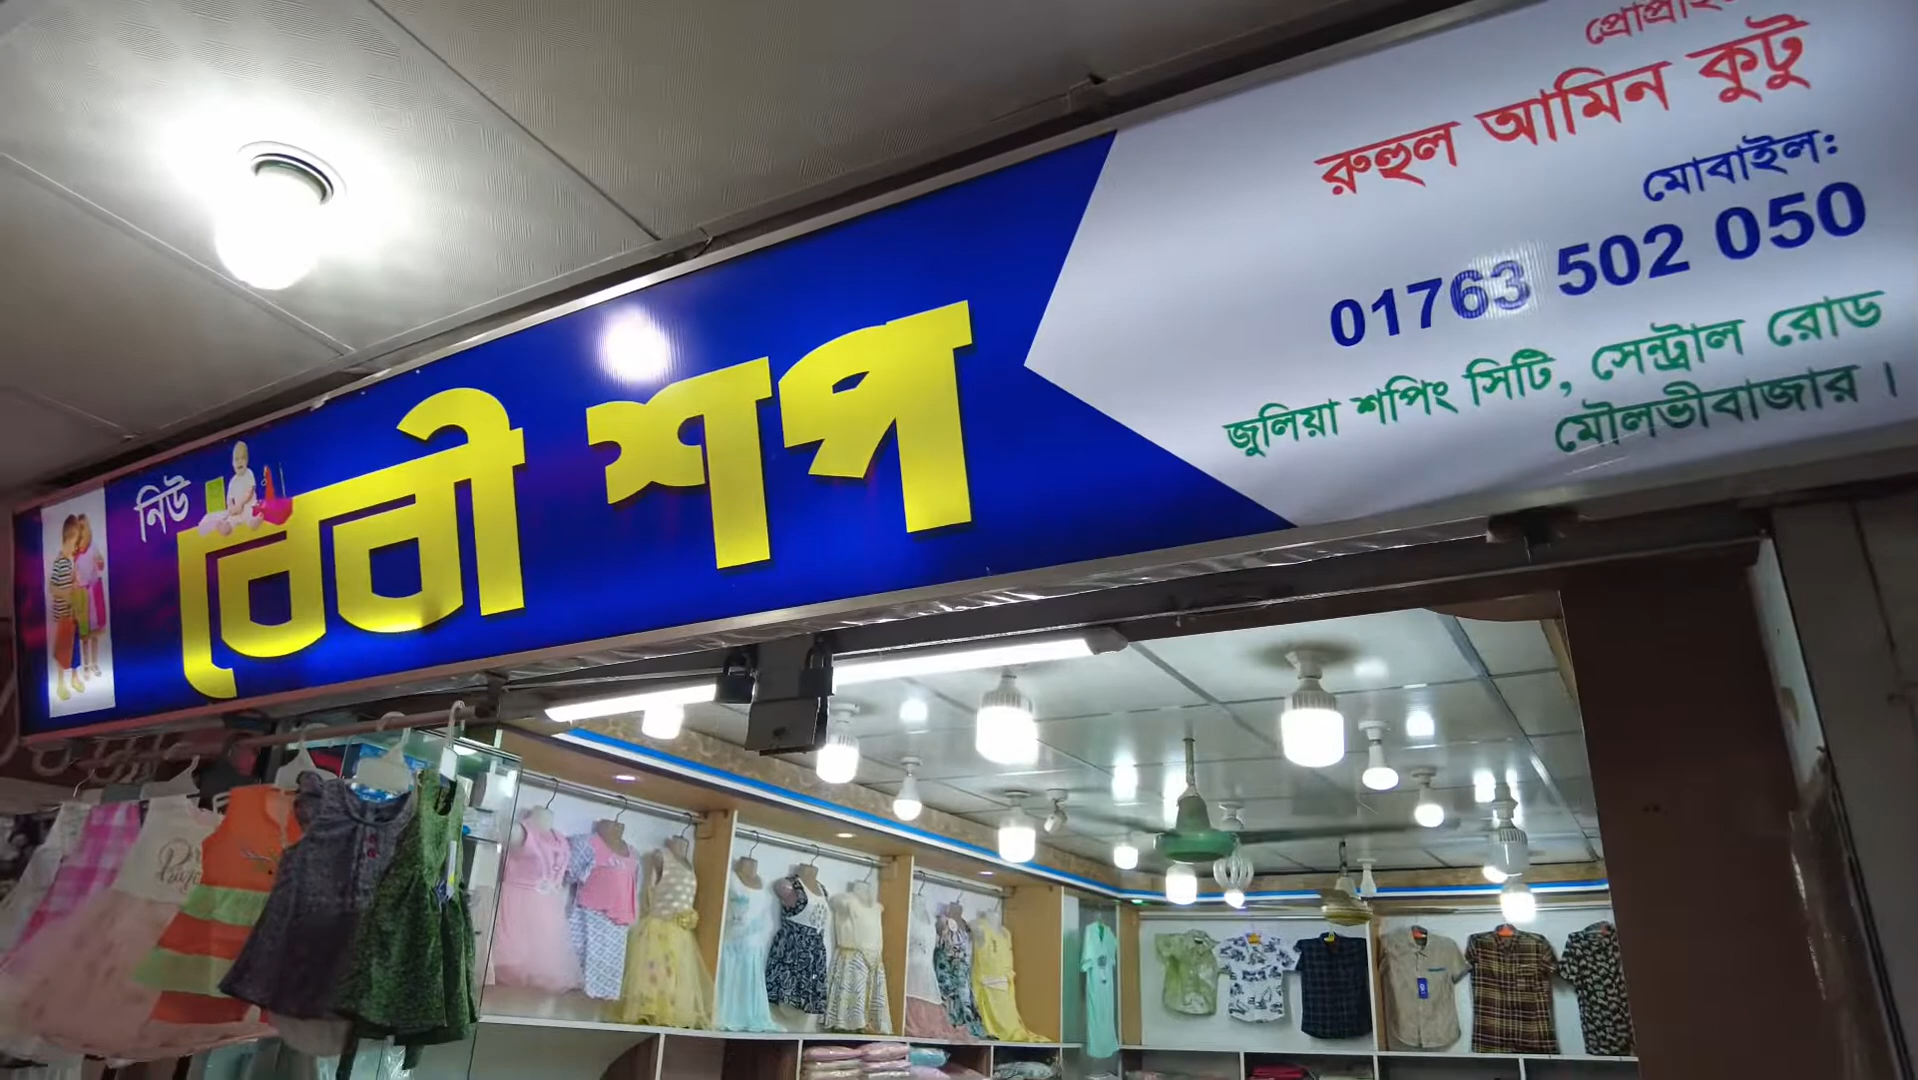 নিউ
বেবী শপ
রুহুল আমিন কুটু
মোবাইল:
01763 502 050
জুলিয়া শপিং সিটি, সেন্ট্রাল রোড
মৌলভীবাজার।